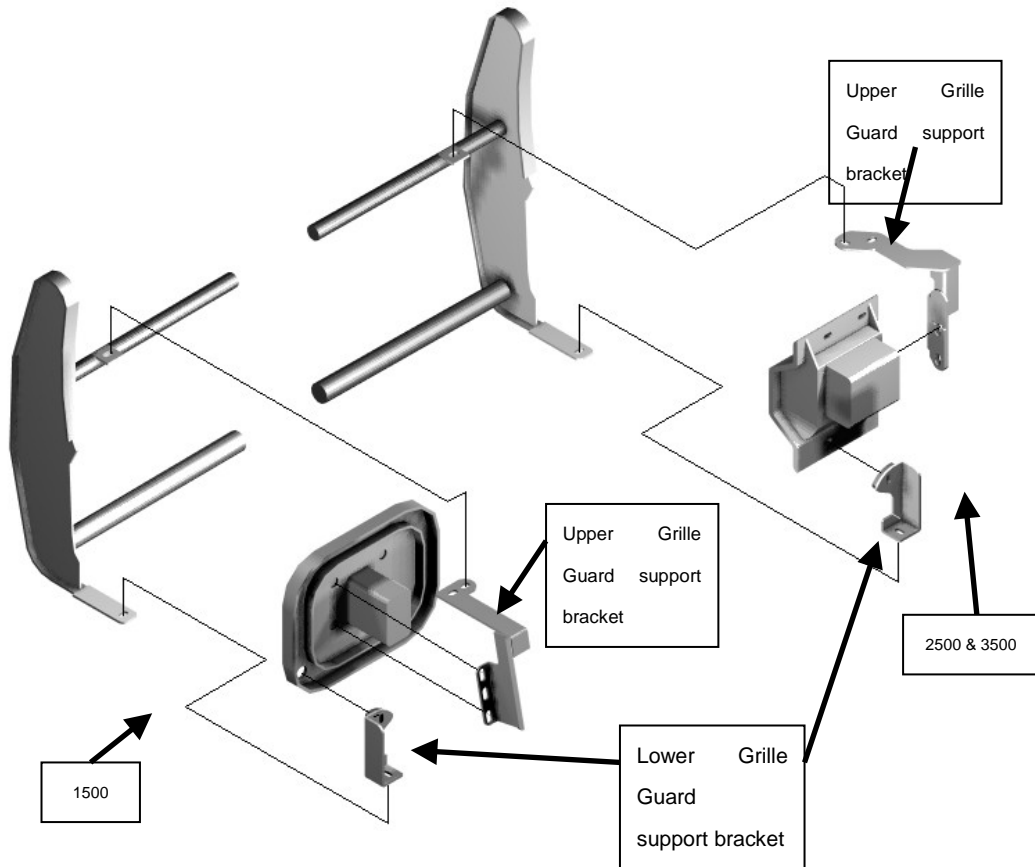 Upper Grille
Guard support
bracket
Upper Grille
Guard support
bracket
2500 & 3500
Lower Grille
Guard
support bracket
1500